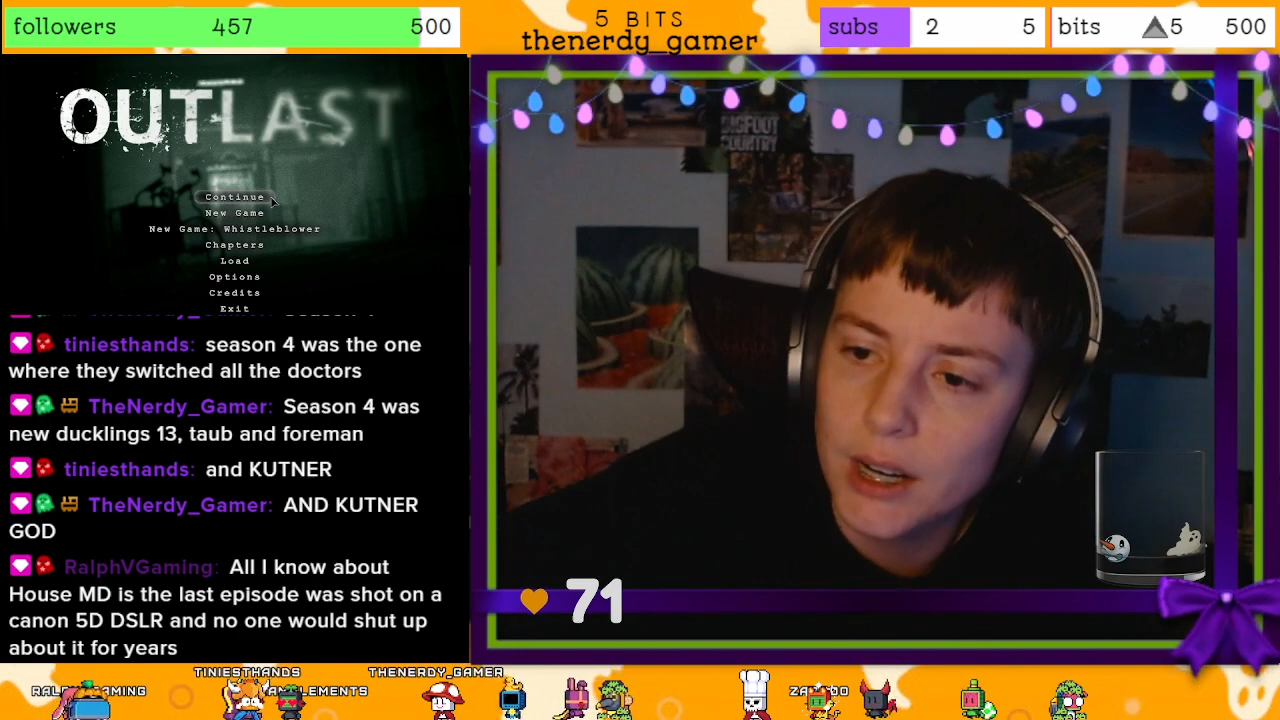 followers 457 500
5 BITS
thenerdy_gamer
subs 2 5
bits 5 500
OUTLAST
BIGFOOT
COUNTRY
Continue
New Game
New Game: Whistleblower
Chapters
Load
Options
Credits
Exit
tiniesthands: season 4 was the one
where they switched all the doctors
TheNerdy_Gamer: Season 4 was
new ducklings 13, taub and foreman
tiniesthands: and KUTNER
TheNerdy_Gamer: AND KUTNER
GOD
RalphVGaming: All I know about
House MD is the last episode was shot on a
canon 5D DSLR and no one would shut up
about it for years
71
TINIESTHANDS
THENERDY_GAMER